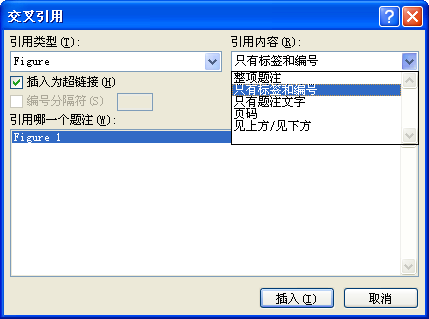 交叉引用
引用类型(T):
引用内容(R):
Figure
只有标签和编号
插入为超链接(H)
编号分隔符(S)
整项题注
只有标签和编号
只有题注文字
页码
见上方/见下方
引用哪一个题注(W):
Figure 1
插入(I)
取消